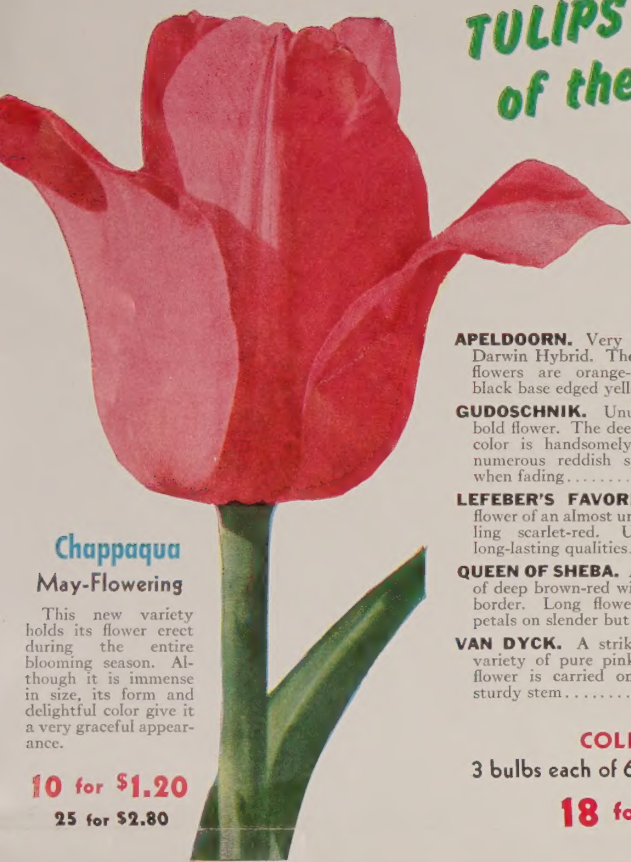 TULIPS
of the
Chappaqua
May-Flowering
This new variety
holds its flower erect
during the entire
blooming season. Al-
though it is immense
in size, its form and
delightful color give it
a very graceful appear-
ance.
10 for $1.20
25 for $2.80
APELDOORN. Very
Darwin Hybrid. The
flowers are orange-
black base edged yell
GUDOSCHNIK. Unu
bold flower. The dee
color is handsomely
numerous reddish s
when fading........
LEFEBER'S FAVOR
flower of an almost un
ling scarlet-red. U
long-lasting qualities.
QUEEN OF SHEBA.
of deep brown-red wi
border. Long flowe
petals on slender but
VAN DYCK. A strik
variety of pure pink
flower is carried on
sturdy stem........
COLL
3 bulbs each of 6
18 fo